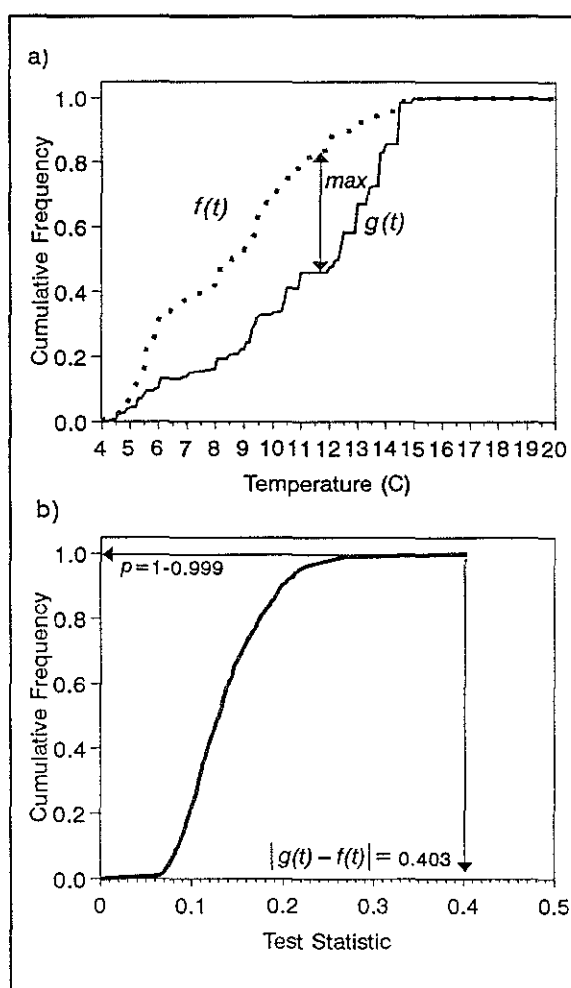 a)
1.0
0.8
0.6
0.4
0.2
0.0
Cumulative Frequency
f(t)
max
g(t)
4 5 6 7 8 9 10 11 12 13 14 15 16 17 18 19 20
Temperature (C)
b)
1.0
0.8
0.6
0.4
0.2
0.0
Cumulative Frequency
p=1-0.999
|g(t) – f(t)| = 0.403
0 0.1 0.2 0.3 0.4 0.5
Test Statistic